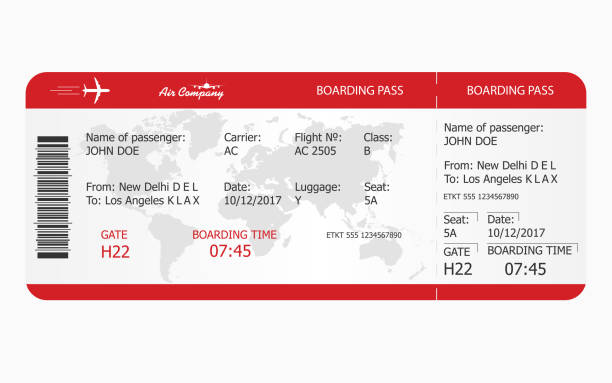 Air Company BOARDING PASS
Name of passenger: Carrier: Flight Nº: Class:
JOHN DOE AC AC 2505 B
From: New Delhi D E L Date: Luggage: Seat:
To: Los Angeles K L A X 10/12/2017 Y 5A
GATE BOARDING TIME ETKT 555 1234567890
H22 07:45
BOARDING PASS
Name of passenger:
JOHN DOE
From: New Delhi D E L
To: Los Angeles K L A X
ETKT 555 1234567890
Seat: Date:
5A 10/12/2017
GATE BOARDING TIME
H22 07:45